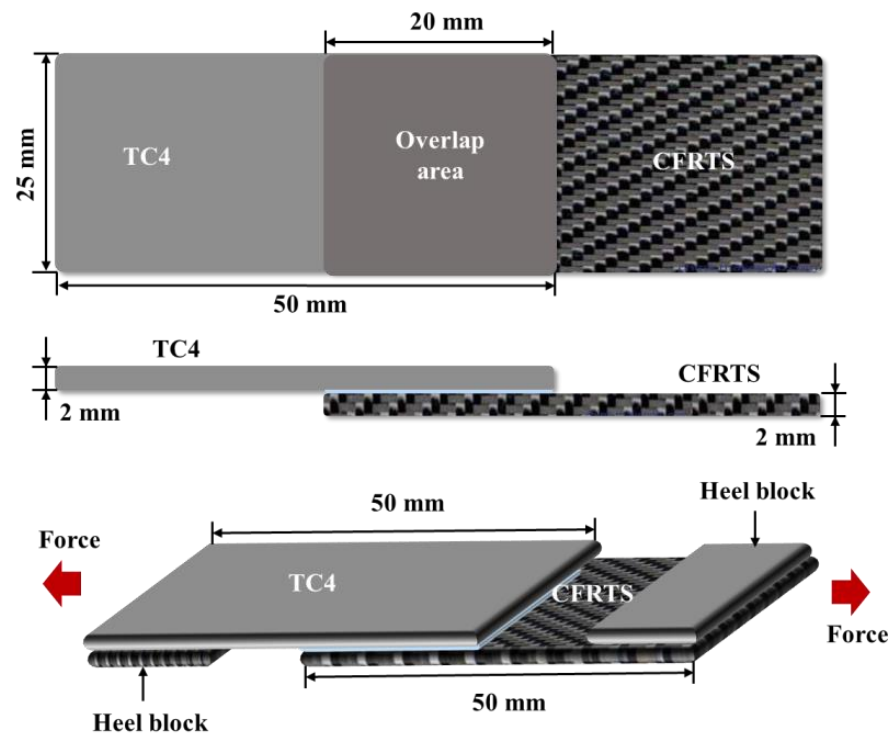 20 mm
25 mm
TC4
Overlap
area
CFRTS
50 mm
TC4
CFRTS
2 mm
2 mm
50 mm
Heel block
Force
TC4
CFRTS
Force
50 mm
Heel block